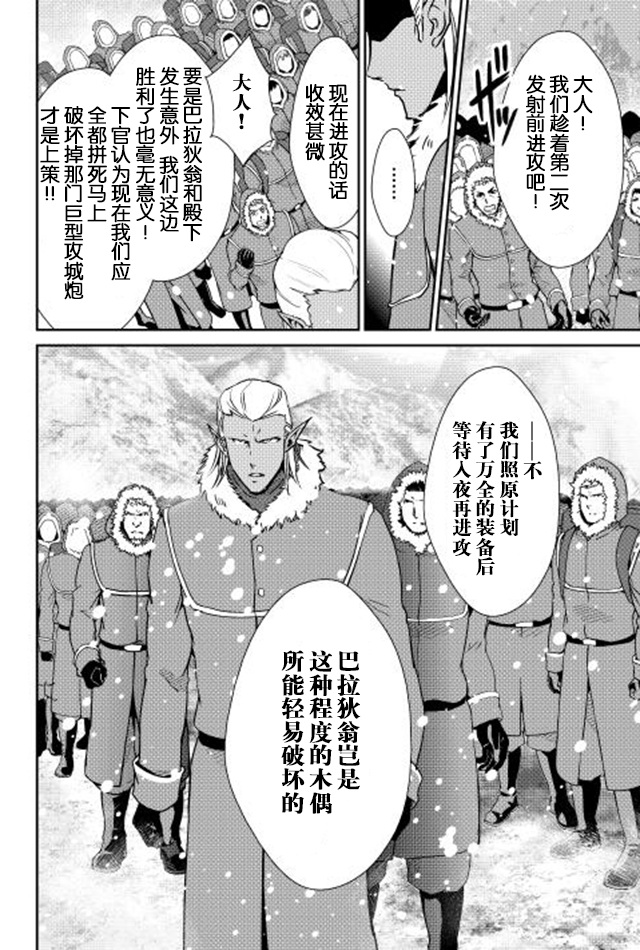 大人！
我们趁着第二次
发射前进攻吧！
……
现在进攻的话
收效甚微
大人！
要是巴拉狄翁和殿下
发生意外 我们这边
胜利了也毫无意义！
下官认为现在我们应
全都拼死马上
破坏掉那门巨型攻城炮
才是上策!!
——不
我们照原计划
有了万全的装备后
等待入夜再进攻
巴拉狄翁岂是
这种程度的木偶
所能轻易破坏的